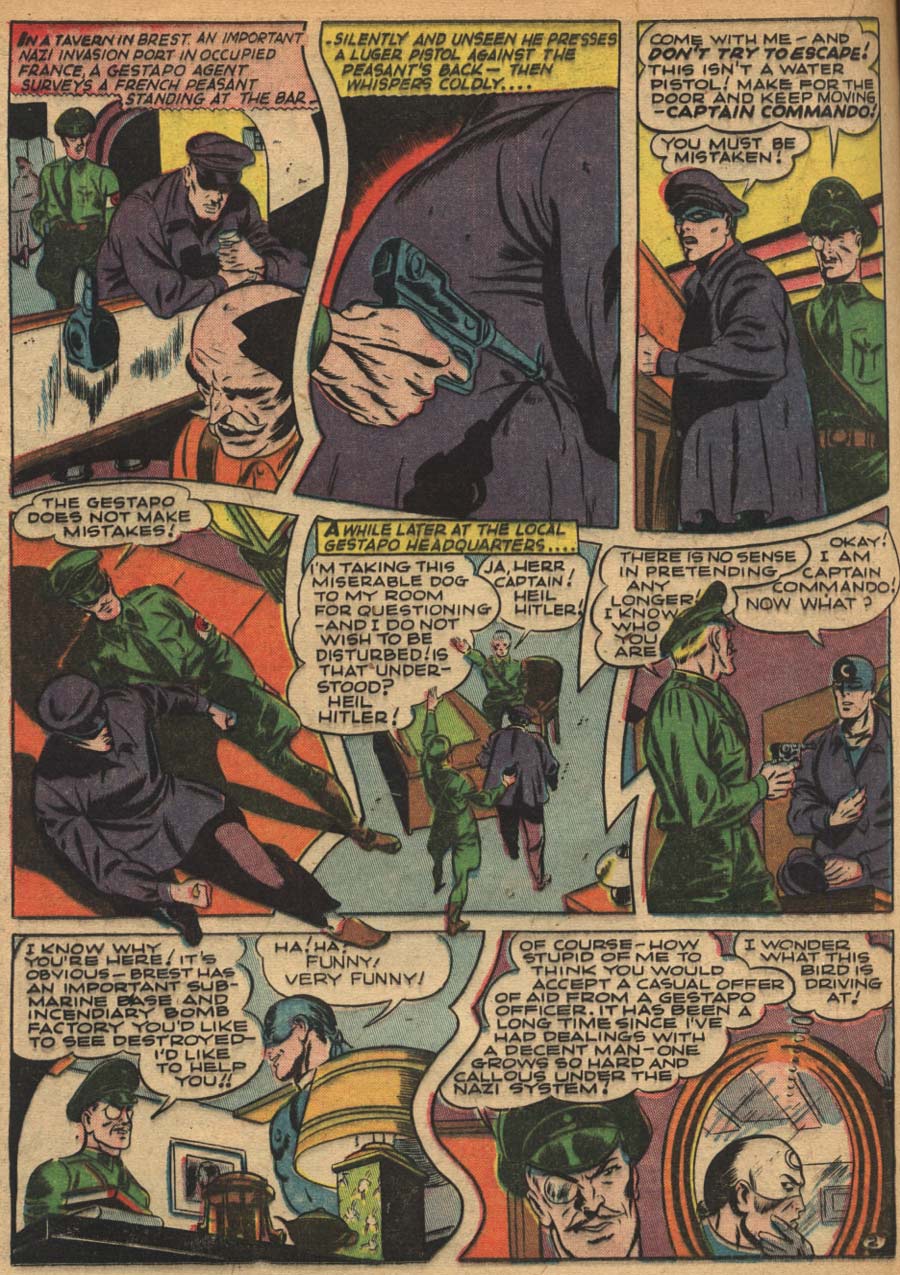 IN A TAVERN IN BREST, AN IMPORTANT
NAZI INVASION PORT IN OCCUPIED
FRANCE, A GESTAPO AGENT
SURVEYS A FRENCH PEASANT
STANDING AT THE BAR..
..SILENTLY AND UNSEEN HE PRESSES
A LUGER PISTOL AGAINST THE
PEASANT'S BACK — THEN
WHISPERS COLDLY....
COME WITH ME — AND
DON'T TRY TO ESCAPE!
THIS ISN'T A WATER
PISTOL! MAKE FOR THE
DOOR AND KEEP MOVING
—CAPTAIN COMMANDO!
YOU MUST BE
MISTAKEN!
THE GESTAPO
DOES NOT MAKE
MISTAKES!
A WHILE LATER AT THE LOCAL
GESTAPO HEADQUARTERS....
I'M TAKING THIS
MISERABLE DOG
TO MY ROOM
FOR QUESTIONING
—AND I DO NOT
WISH TO BE
DISTURBED! IS
THAT UNDER-
STOOD?
HEIL
HITLER!
JA, HERR
CAPTAIN!
HEIL
HITLER!
THERE IS NO SENSE
IN PRETENDING
ANY
LONGER!
I KNOW
WHO
YOU
ARE
OKAY!
I AM
CAPTAIN
COMMANDO!
NOW WHAT?
I KNOW WHY
YOU'RE HERE! IT'S
OBVIOUS — BREST HAS
AN IMPORTANT SUB-
MARINE BASE AND
INCENDIARY BOMB
FACTORY YOU'D LIKE
TO SEE DESTROYED—
I'D LIKE
TO HELP
YOU!!
HA! HA!
FUNNY,
VERY FUNNY!
OF COURSE — HOW
STUPID OF ME TO
THINK YOU WOULD
ACCEPT A CASUAL OFFER
OF AID FROM A GESTAPO
OFFICER. IT HAS BEEN A
LONG TIME SINCE I'VE
HAD DEALINGS WITH
A DECENT MAN — ONE
GROWS SO HARD AND
CALLOUS UNDER THE
NAZI SYSTEM!
I WONDER
WHAT THIS
BIRD IS
DRIVING
AT!
2